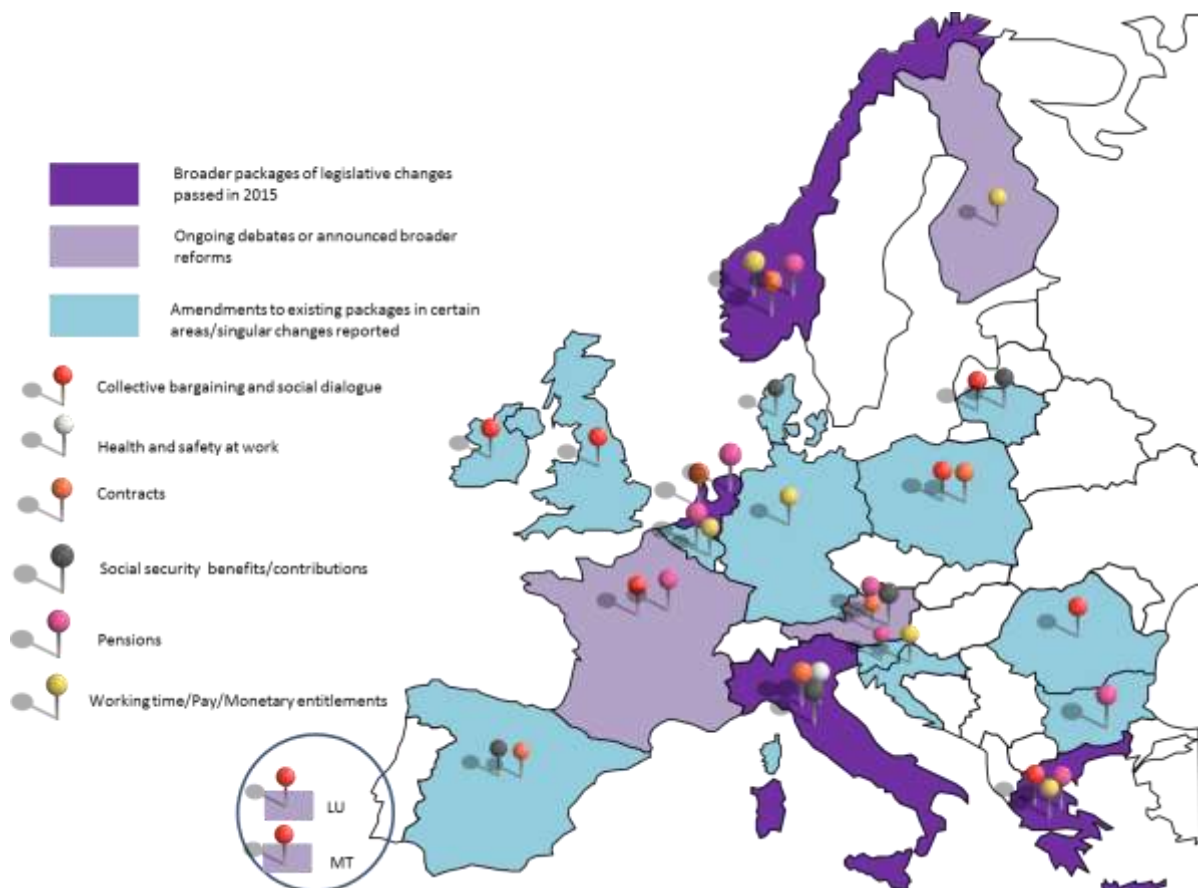 Broader packages of legislative changes
passed in 2015
Ongoing debates or announced broader
reforms
Amendments to existing packages in certain
areas/singular changes reported
Collective bargaining and social dialogue
Health and safety at work
Contracts
Social security benefits/contributions
Pensions
Working time/Pay/Monetary entitlements
LU
MT